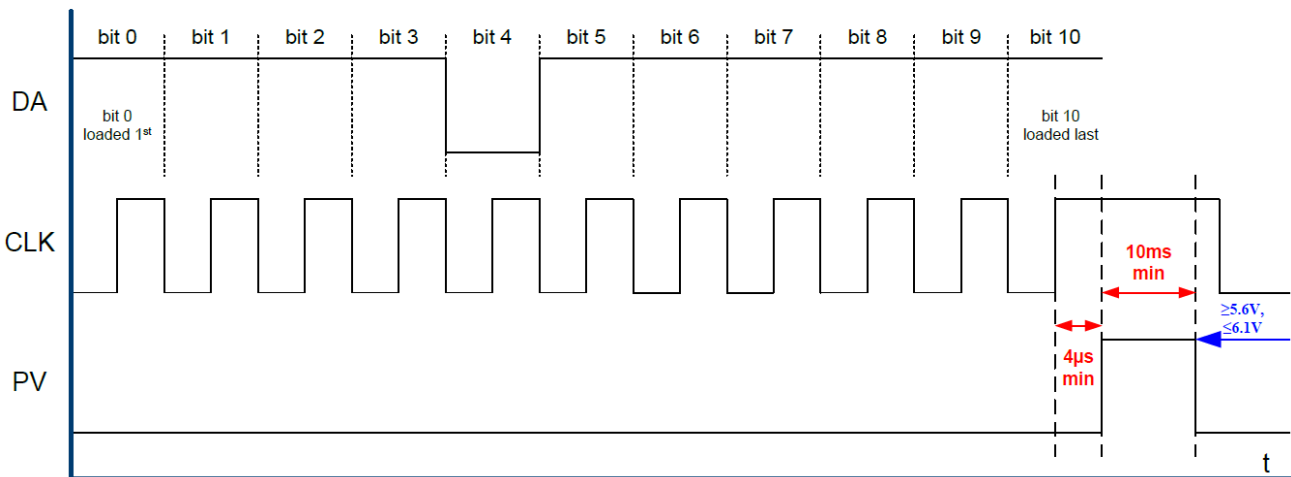 bit 0 bit 1 bit 2 bit 3 bit 4 bit 5 bit 6 bit 7 bit 8 bit 9 bit 10
DA
bit 0
loaded 1st
bit 10
loaded last
CLK
10ms
min
≥5.6V,
≤6.1V
4µs
min
PV
t